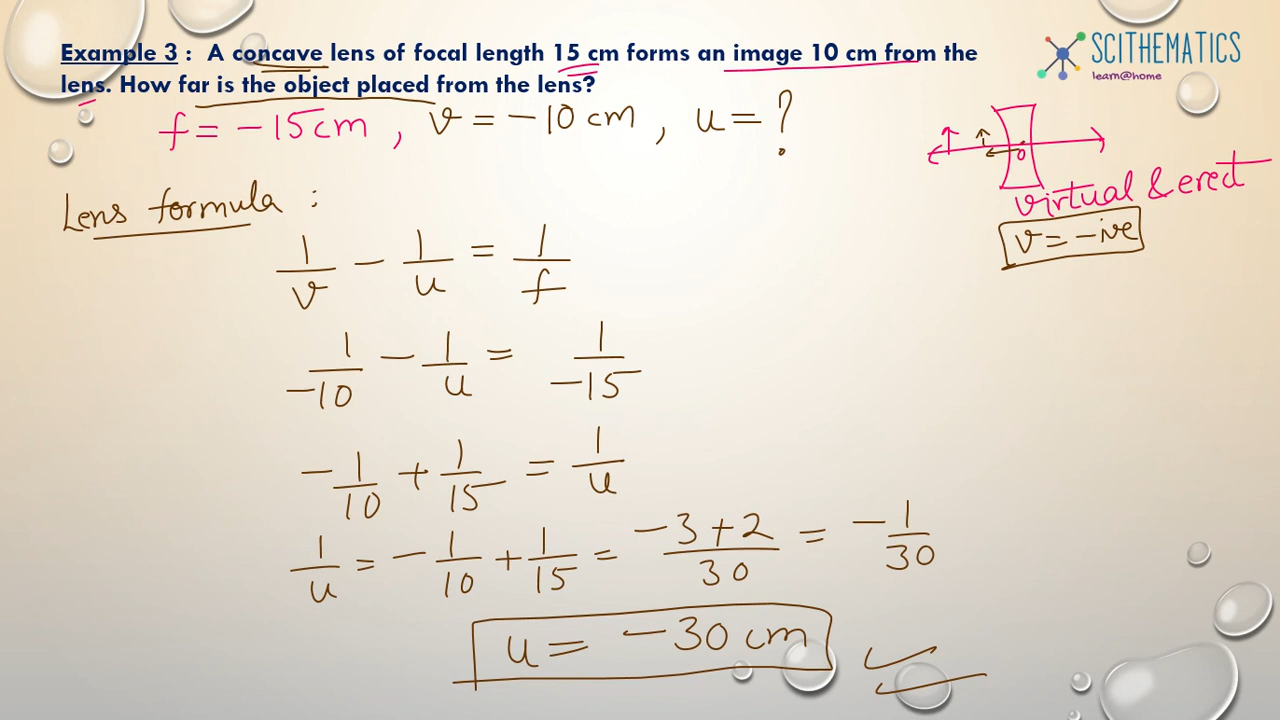 Example 3 : A concave lens of focal length 15 cm forms an image 10 cm from the
lens. How far is the object placed from the lens?
SCITHEMATICS
learn@home
f = -15cm , v = -10 cm , u = ?
O
virtual & erect
v = -ive
Lens formula :
1/v - 1/u = 1/f
1/-10 - 1/u = 1/-15
-1/10 + 1/15 = 1/u
1/u = -1/10 + 1/15 = -3+2/30 = -1/30
u = -30 cm